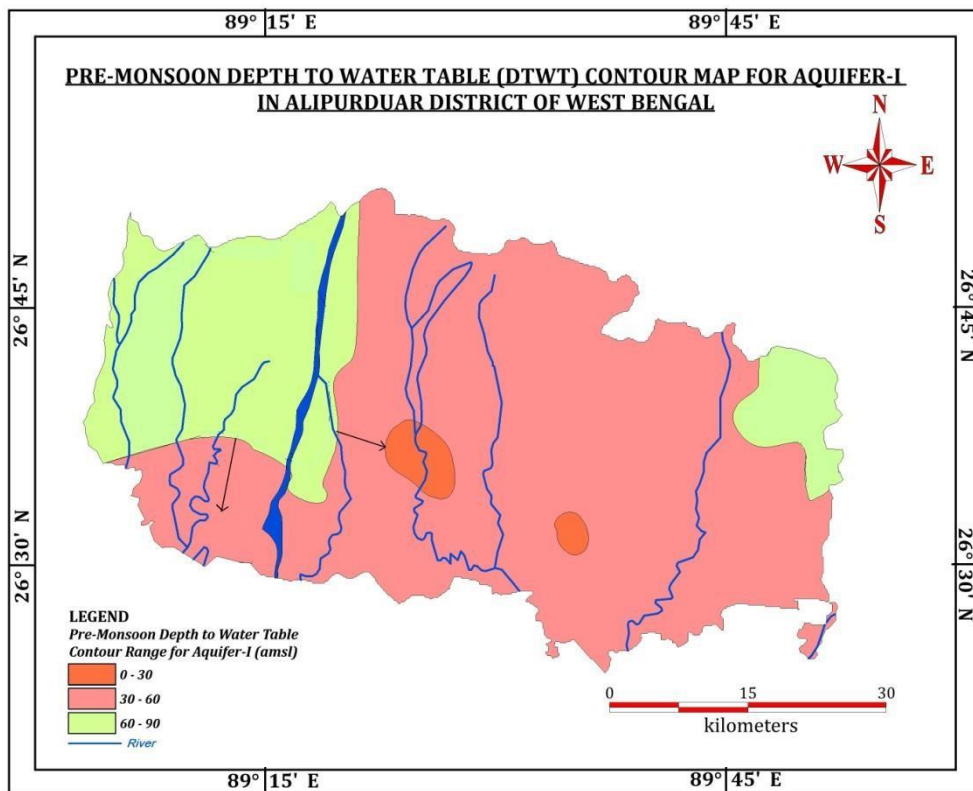 89° 15' E
89° 45' E
PRE-MONSOON DEPTH TO WATER TABLE (DTWT) CONTOUR MAP FOR AQUIFER-I
IN ALIPURDUAR DISTRICT OF WEST BENGAL
N
W
E
S
26° 45' N
26° 45' N
26° 30' N
26° 30' N
LEGEND
Pre-Monsoon Depth to Water Table
Contour Range for Aquifer-I (amsl)
0 - 30
30 - 60
60 - 90
River
0 15 30
kilometers
89° 15' E
89° 45' E